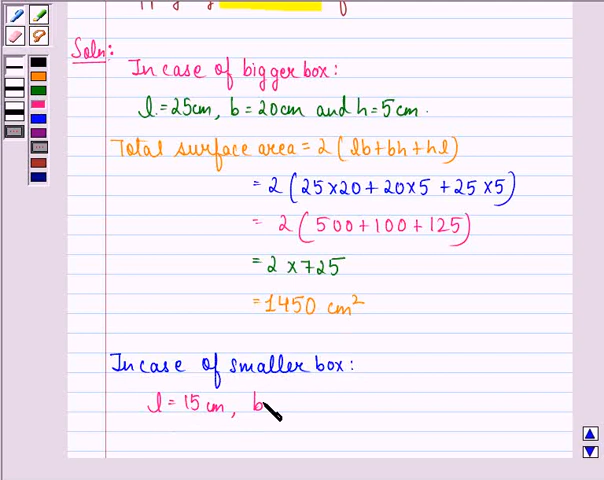 Soln:
In case of bigger box:
l = 25cm, b = 20cm and h = 5cm.
Total surface area = 2 ( lb+bh+hl)
= 2 ( 25×20+20×5 +25×5)
= 2 ( 500+100+125)
= 2 ×725
= 1450 cm²
In case of smaller box:
l = 15 cm, b